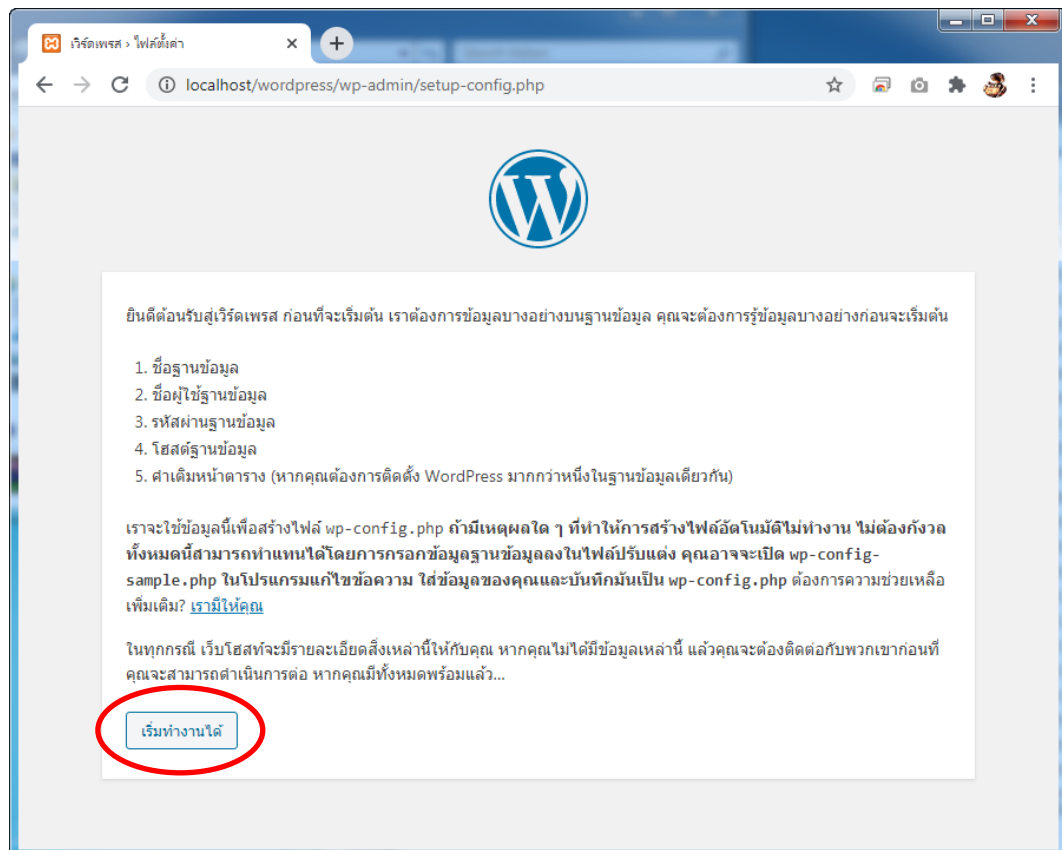 เวิร์ดเพรส › ไฟล์ตั้งค่า
localhost/wordpress/wp-admin/setup-config.php
ยินดีต้อนรับสู่เวิร์ดเพรส ก่อนที่จะเริ่มต้น เราต้องการข้อมูลบางอย่างบนฐานข้อมูล คุณจะต้องการรู้ข้อมูลบางอย่างก่อนจะเริ่มต้น
1. ชื่อฐานข้อมูล
2. ชื่อผู้ใช้ฐานข้อมูล
3. รหัสผ่านฐานข้อมูล
4. โฮสต์ฐานข้อมูล
5. คำเติมหน้าตาราง (หากคุณต้องการติดตั้ง WordPress มากกว่าหนึ่งในฐานข้อมูลเดียวกัน)
เราจะใช้ข้อมูลนี้เพื่อสร้างไฟล์ wp-config.php ถ้ามีเหตุผลใด ๆ ที่ทำให้การสร้างไฟล์อัตโนมัติไม่ทำงาน ไม่ต้องกังวล
ทั้งหมดนี้สามารถทำแทนได้โดยการกรอกข้อมูลฐานข้อมูลลงในไฟล์ปรับแต่ง คุณอาจจะเปิด wp-config-
sample.php ในโปรแกรมแก้ไขข้อความ ใส่ข้อมูลของคุณและบันทึกมันเป็น wp-config.php ต้องการความช่วยเหลือ
เพิ่มเติม? เรามีให้คุณ
ในทุกกรณี เว็บโฮสท์จะมีรายละเอียดสิ่งเหล่านี้ให้กับคุณ หากคุณไม่ได้มีข้อมูลเหล่านี้ แล้วคุณจะต้องติดต่อกับพวกเขาก่อนที่
คุณจะสามารถดำเนินการต่อ หากคุณมีทั้งหมดพร้อมแล้ว...
เริ่มทำงานได้